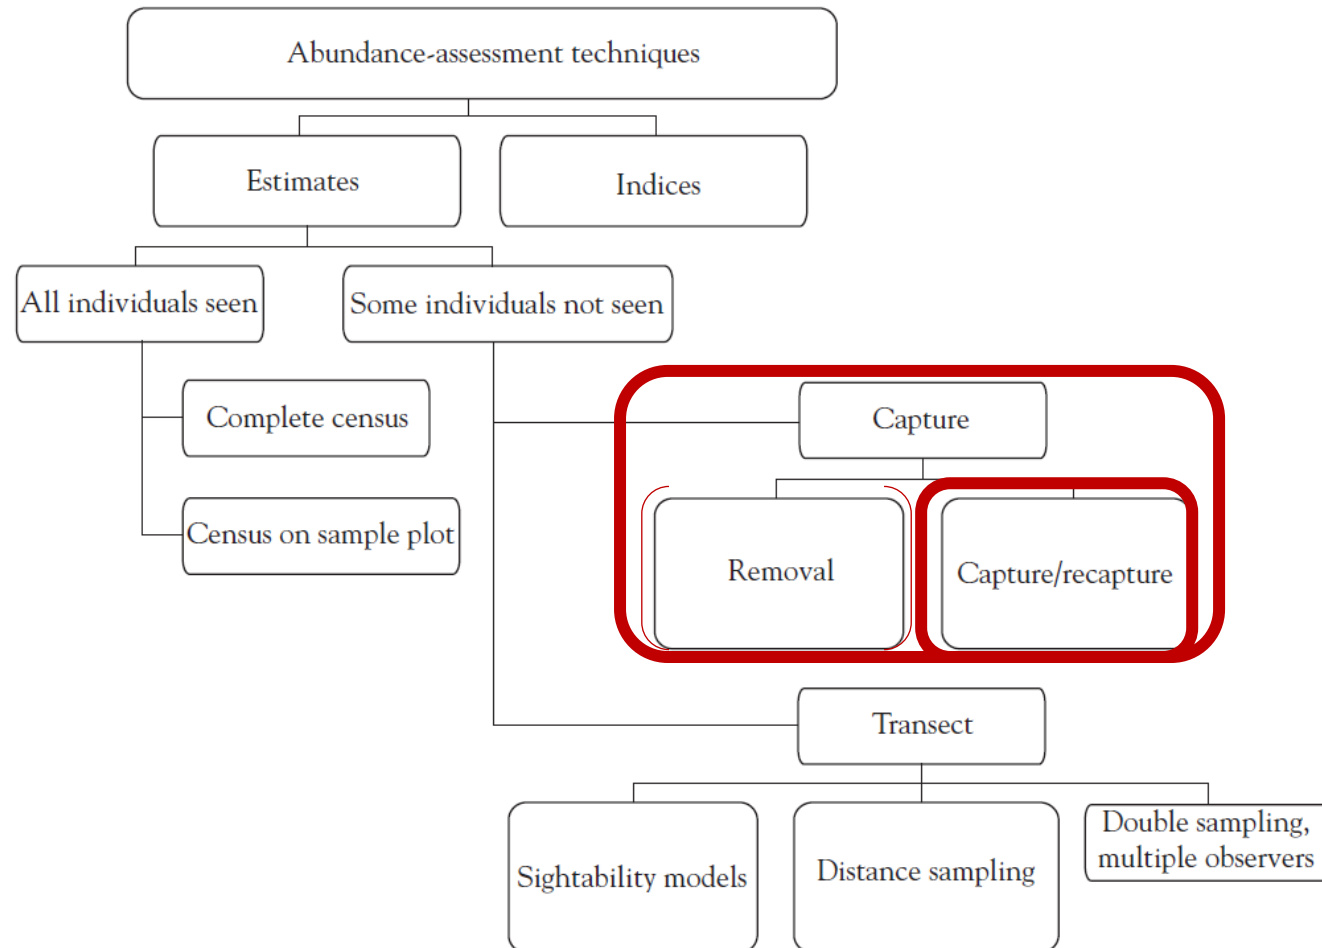 Abundance-assessment techniques
Estimates
Indices
All individuals seen
Some individuals not seen
Complete census
Capture
Census on sample plot
Removal
Capture/recapture
Transect
Sightability models
Distance sampling
Double sampling,
multiple observers